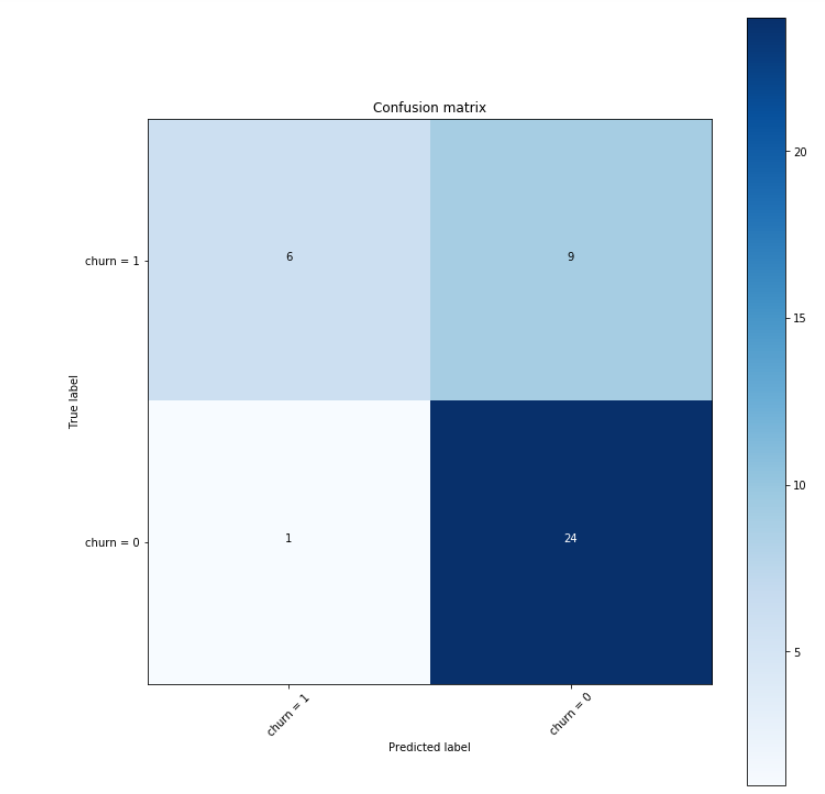 Confusion matrix
20
15
10
5
True label
churn = 1
6
9
churn = 0
1
24
churn = 1
churn = 0
Predicted label